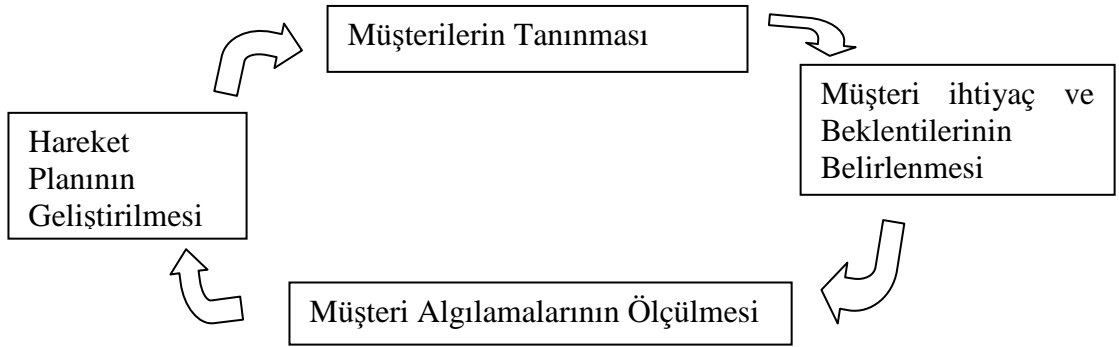 Müşterilerin Tanınması
Müşteri ihtiyaç ve
Beklentilerinin
Belirlenmesi
Müşteri Algılamalarının Ölçülmesi
Hareket
Planının
Geliştirilmesi